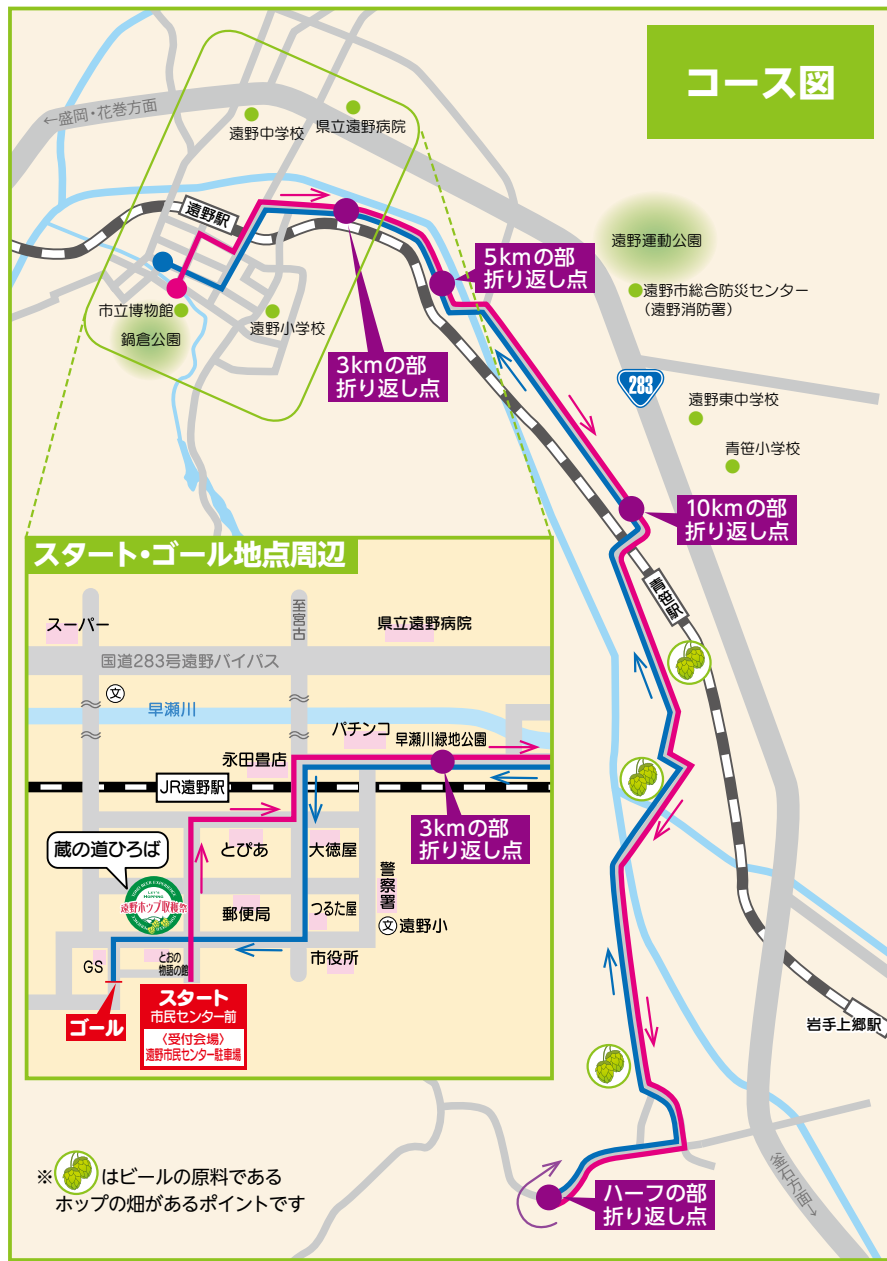 コース図
←盛岡・花巻方面
遠野中学校
県立遠野病院
遠野駅
遠野運動公園
5kmの部
折り返し点
遠野市総合防災センター
（遠野消防署）
市立博物館
鍋倉公園
遠野小学校
3kmの部
折り返し点
283
遠野東中学校
青笹小学校
10kmの部
折り返し点
青笹駅
スタート・ゴール地点周辺
スーパー
至宮古
県立遠野病院
国道283号遠野バイパス
文
早瀬川
パチンコ
早瀬川緑地公園
永田畳店
JR遠野駅
3kmの部
折り返し点
蔵の道ひろば
とぴあ
大徳屋
警察署
LET'S
HOPPING
遠野ホップ収穫祭
郵便局
つるた屋
文遠野小
GS
とおの
物語の館
市役所
ゴール
スタート
市民センター前
〈受付会場〉
遠野市民センター駐車場
岩手上郷駅
釜石方面→
ハーフの部
折り返し点
※はビールの原料である
ホップの畑があるポイントです